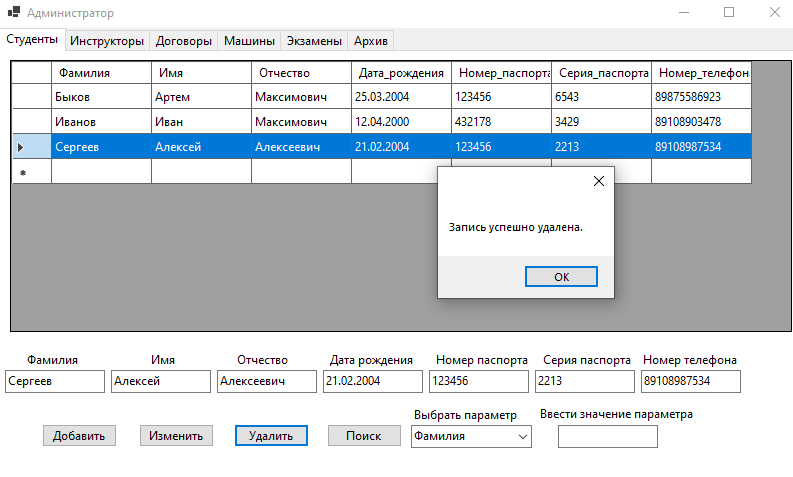 Администратор
Студенты Инструкторы Договоры Машины Экзамены Архив
Фамилия Имя Отчество Дата_рождения Номер_паспорта Серия_паспорта Номер_телефона
Быков Артем Максимович 25.03.2004 123456 6543 89875586923
Иванов Иван Максимович 12.04.2000 432178 3429 89108903478
Сергеев Алексей Алексеевич 21.02.2004 123456 2213 89108987534
Запись успешно удалена.
ОК
Фамилия Имя Отчество Дата рождения Номер паспорта Серия паспорта Номер телефона
Сергеев Алексей Алексеевич 21.02.2004 123456 2213 89108987534
Выбрать параметр Ввести значение параметра
Добавить Изменить Удалить Поиск Фамилия